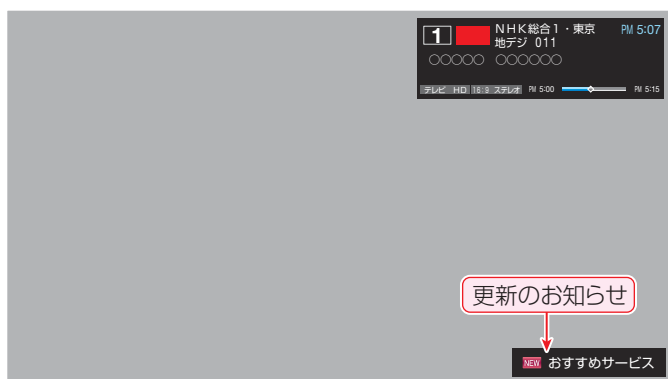 1
NHK総合1・東京 PM 5:07
地デジ 011
○○○○○ ○○○○○○
テレビ HD 16:9 ステレオ PM 5:00 PM 5:15
更新のお知らせ
NEW おすすめサービス